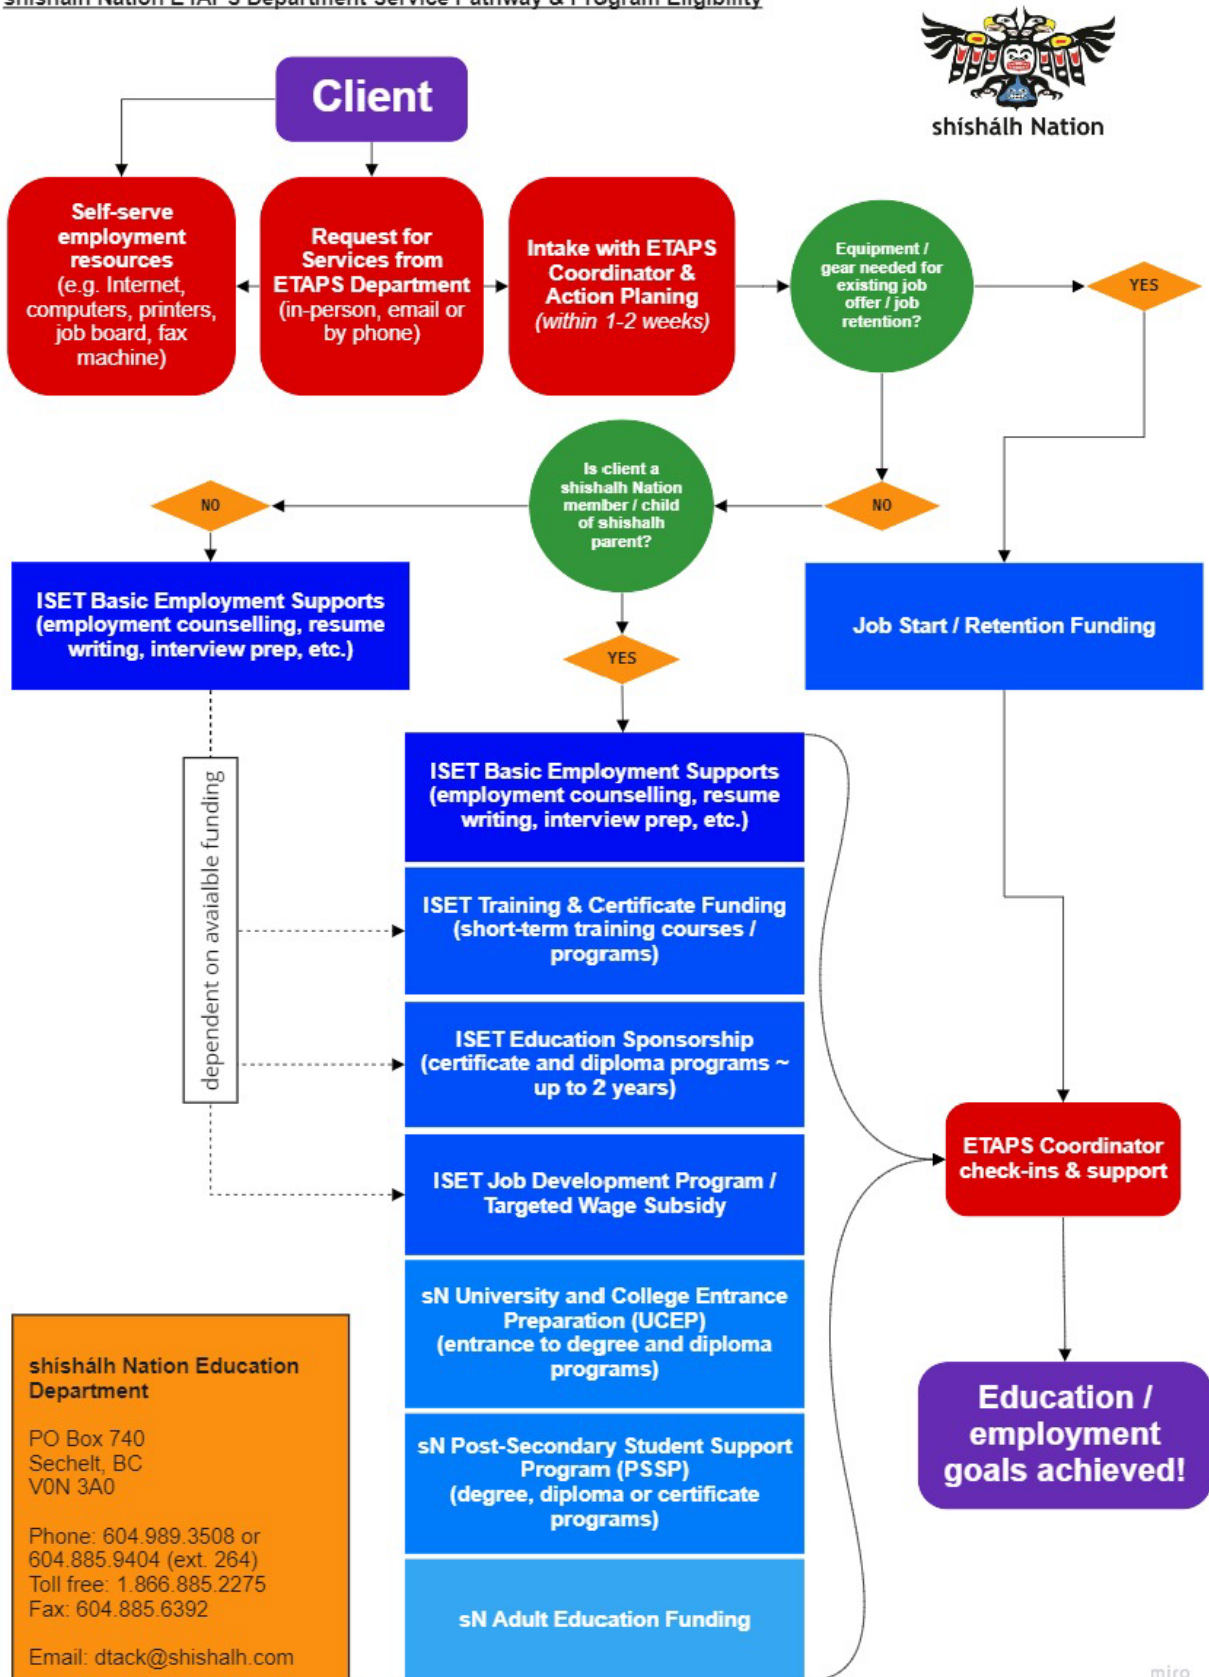 shíshálh Nation ETAPS Department Service Pathway & Program Eligibility
shíshálh Nation
Client
Self-serve
employment
resources
(e.g. Internet,
computers, printers,
job board, fax
machine)
Request for
Services from
ETAPS Department
(in-person, email or
by phone)
Intake with ETAPS
Coordinator &
Action Planing
(within 1-2 weeks)
Equipment /
gear needed for
existing job
offer / job
retention?
YES
NO
Is client a
shishalh Nation
member / child
of shishalh
parent?
NO
YES
ISET Basic Employment Supports
(employment counselling, resume
writing, interview prep, etc.)
Job Start / Retention Funding
dependent on avaialble funding
ISET Basic Employment Supports
(employment counselling, resume
writing, interview prep, etc.)
ISET Training & Certificate Funding
(short-term training courses /
programs)
ISET Education Sponsorship
(certificate and diploma programs ~
up to 2 years)
ISET Job Development Program /
Targeted Wage Subsidy
sN University and College Entrance
Preparation (UCEP)
(entrance to degree and diploma
programs)
sN Post-Secondary Student Support
Program (PSSP)
(degree, diploma or certificate
programs)
sN Adult Education Funding
ETAPS Coordinator
check-ins & support
Education /
employment
goals achieved!
shíshálh Nation Education
Department
PO Box 740
Sechelt, BC
V0N 3A0
Phone: 604.989.3508 or
604.885.9404 (ext. 264)
Toll free: 1.866.885.2275
Fax: 604.885.6392
Email: dtack@shishalh.com
miro